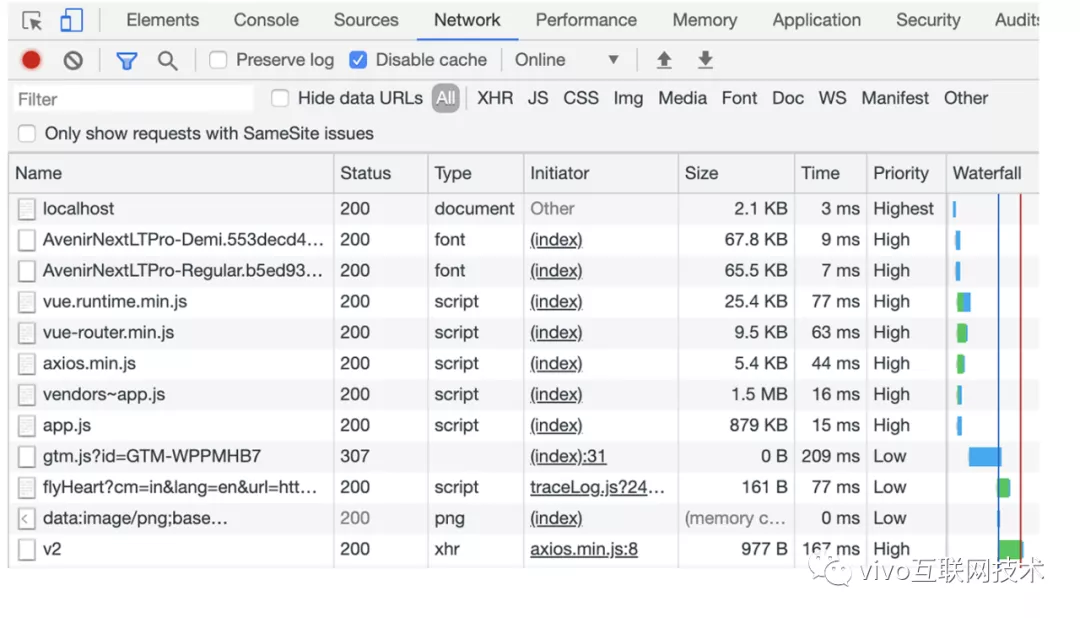 Elements Console Sources Network Performance Memory Application Security Audits
Preserve log Disable cache Online
Filter Hide data URLs All XHR JS CSS Img Media Font Doc WS Manifest Other
Only show requests with SameSite issues
Name Status Type Initiator Size Time Priority Waterfall
localhost 200 document Other 2.1 KB 3 ms Highest
AvenirNextLTPro-Demi.553decd4... 200 font (index) 67.8 KB 9 ms High
AvenirNextLTPro-Regular.b5ed93... 200 font (index) 65.5 KB 7 ms High
vue.runtime.min.js 200 script (index) 25.4 KB 77 ms High
vue-router.min.js 200 script (index) 9.5 KB 63 ms High
axios.min.js 200 script (index) 5.4 KB 44 ms High
vendors~app.js 200 script (index) 1.5 MB 16 ms High
app.js 200 script (index) 879 KB 15 ms High
gtm.js?id=GTM-WPPMHB7 307 (index):31 0 B 209 ms Low
flyHeart?cm=in&lang=en&url=htt... 200 script traceLog.js?24... 161 B 77 ms Low
data:image/png;base... 200 png (index) (memory c... 0 ms Low
v2 200 xhr axios.min.js:8 977 B 167 ms High
vivo互联网技术